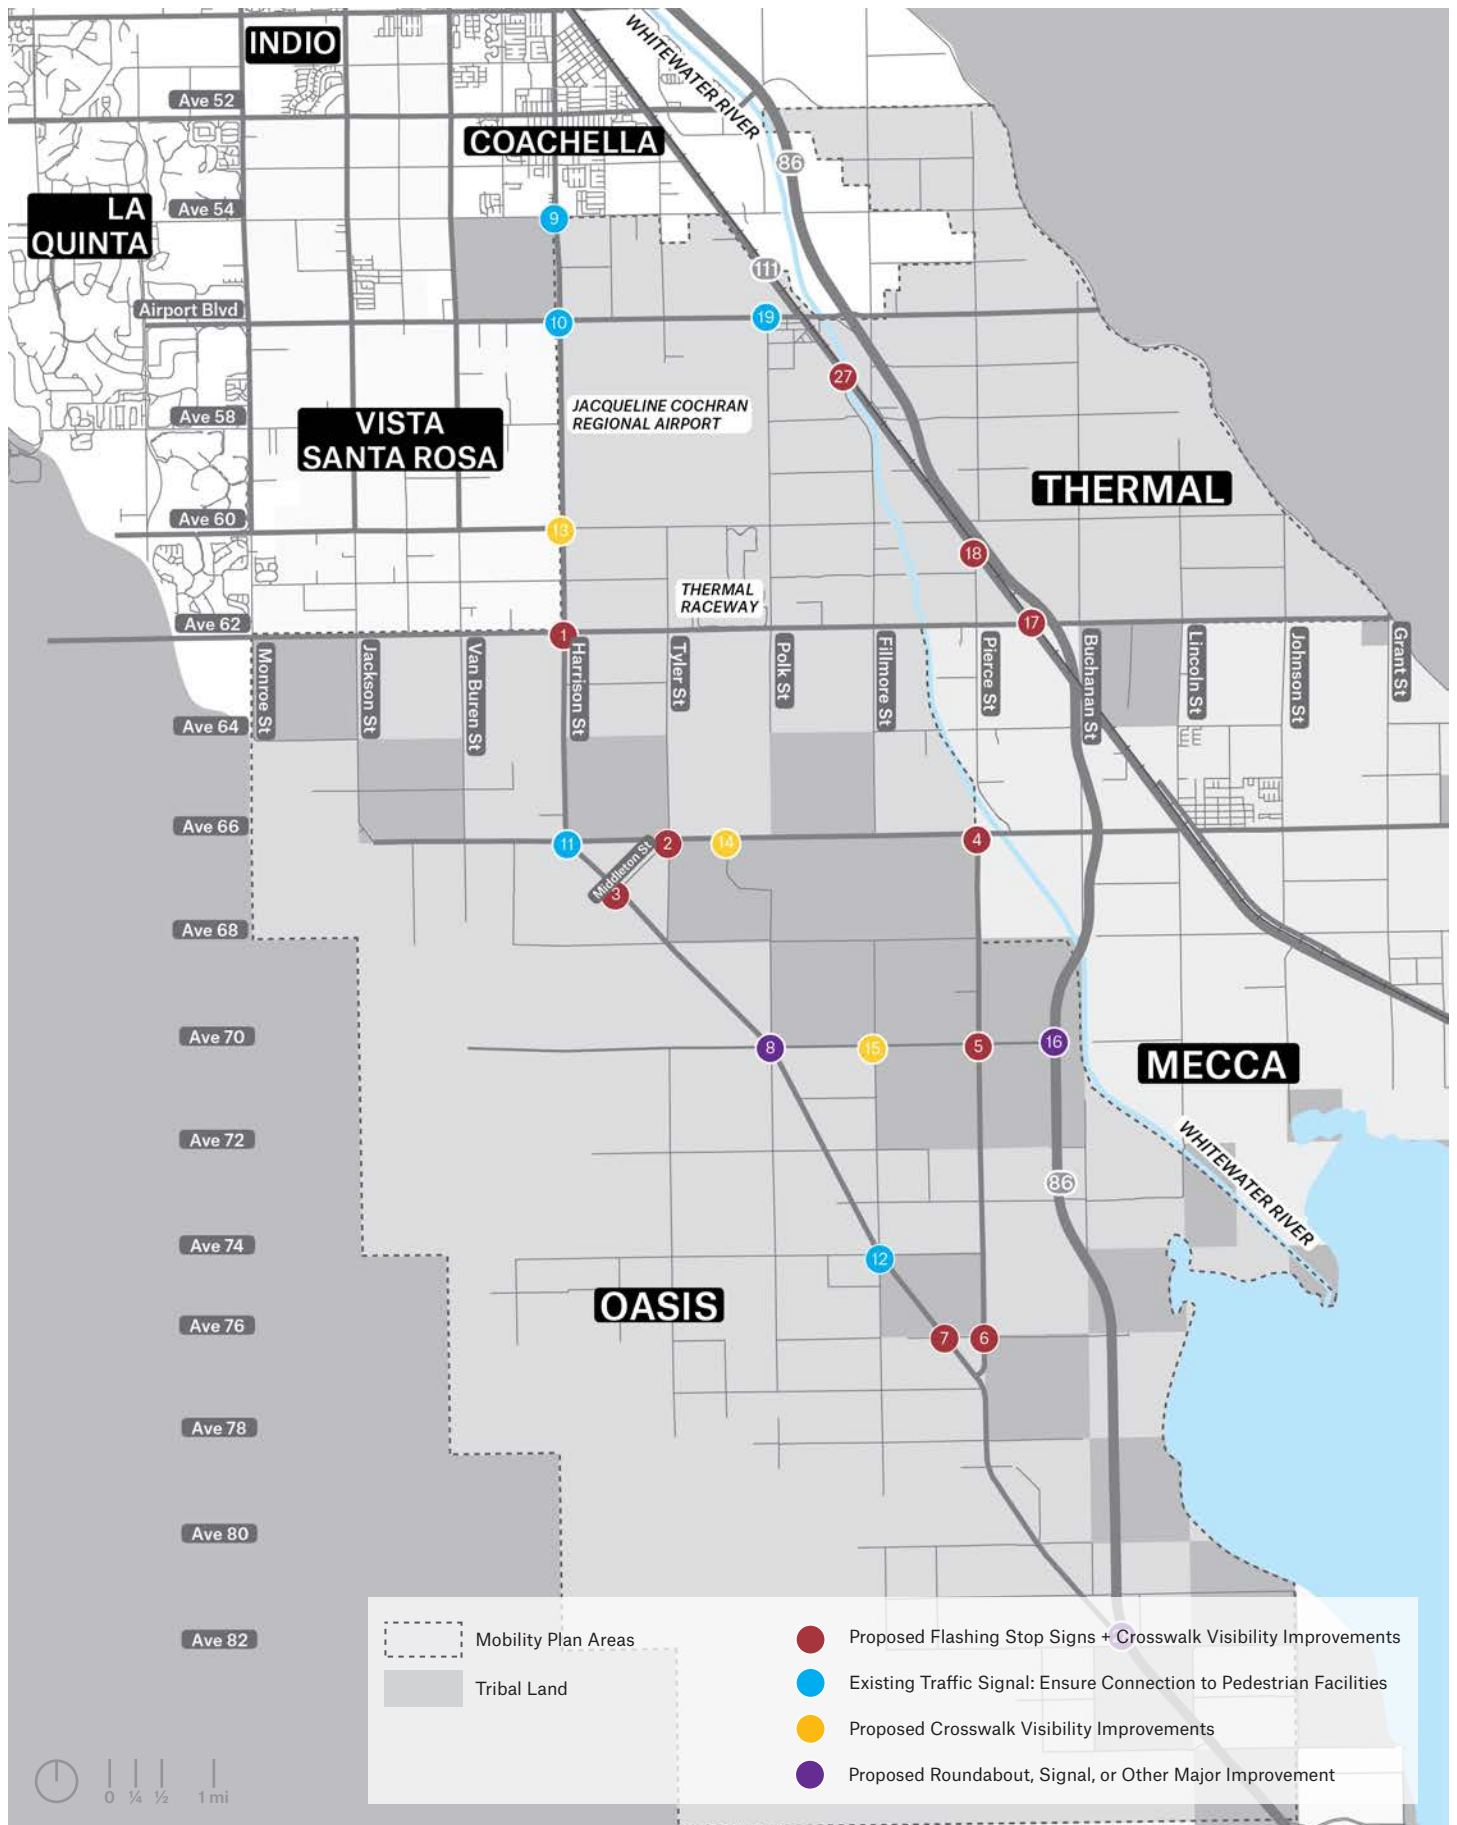 INDIO
WHITEWATER RIVER
Ave 52
COACHELLA
86
LA
QUINTA
Ave 54
9
111
Airport Blvd
10
19
27
Ave 58
VISTA
SANTA ROSA
JACQUELINE COCHRAN
REGIONAL AIRPORT
THERMAL
Ave 60
13
18
THERMAL
RACEWAY
Ave 62
1
17
Monroe St
Jackson St
Van Buren St
Harrison St
Tyler St
Polk St
Fillmore St
Pierce St
Buchanan St
Lincoln St
Johnson St
Grant St
Ave 64
Ave 66
11
Middleton St
2
14
4
3
Ave 68
Ave 70
8
15
5
16
MECCA
Ave 72
WHITEWATER RIVER
86
Ave 74
12
OASIS
Ave 76
7
6
Ave 78
Ave 80
Ave 82
Mobility Plan Areas
Tribal Land
Proposed Flashing Stop Signs + Crosswalk Visibility Improvements
Existing Traffic Signal: Ensure Connection to Pedestrian Facilities
Proposed Crosswalk Visibility Improvements
Proposed Roundabout, Signal, or Other Major Improvement
0 ¼ ½ 1 mi